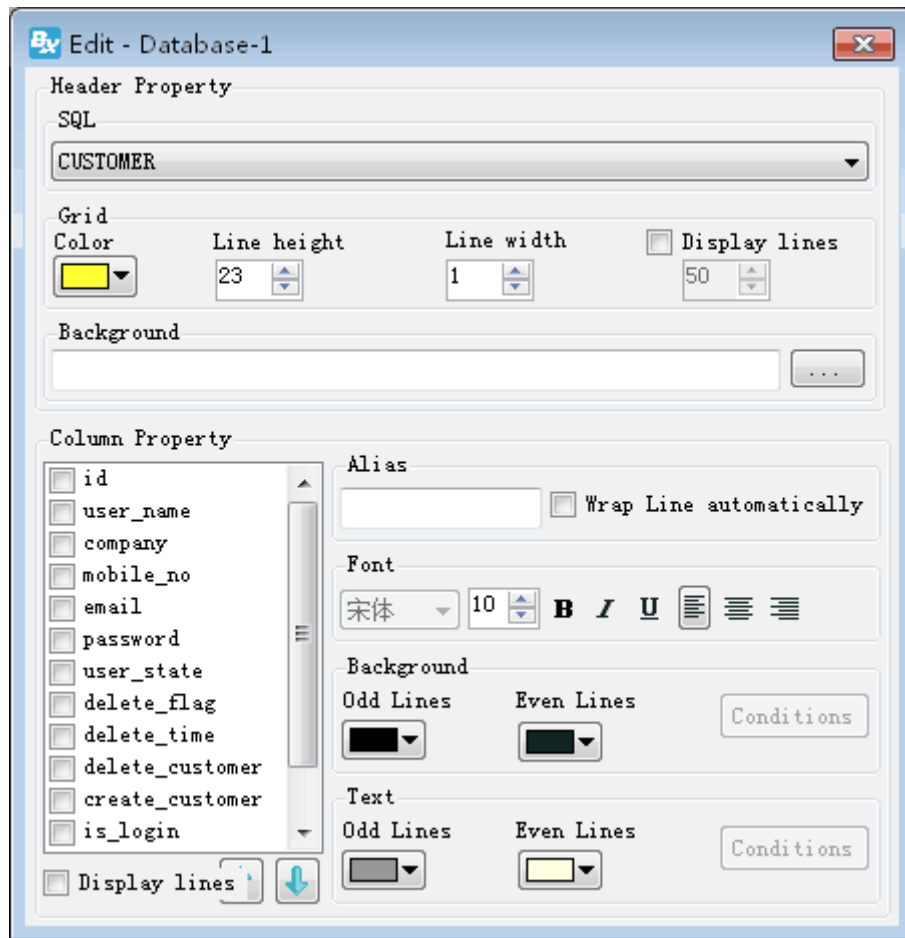 Bx Edit - Database-1
Header Property
SQL
CUSTOMER
Grid
Color Line height Line width Display lines
23 1 50
Background
...
Column Property
id
user_name
company
mobile_no
email
password
user_state
delete_flag
delete_time
delete_customer
create_customer
is_login
Display lines
Alias
Wrap Line automatically
Font
宋体 10 B I U
Background
Odd Lines Even Lines
Conditions
Text
Odd Lines Even Lines
Conditions